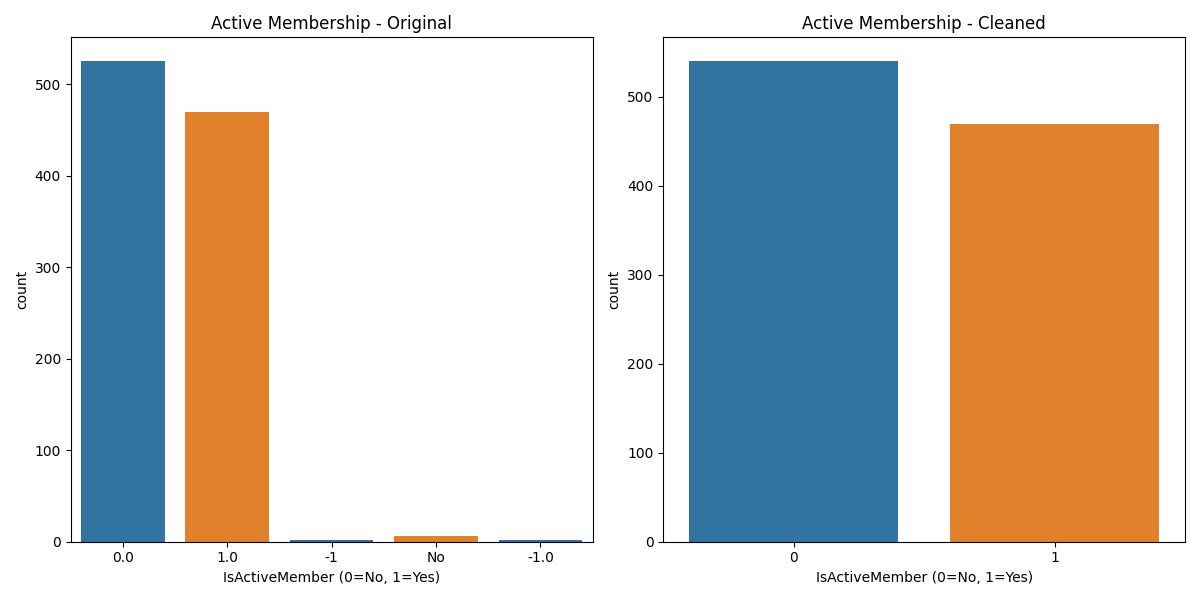 Active Membership - Original
count
500
400
300
200
100
0
0.0 1.0 -1 No -1.0
IsActiveMember (0=No, 1=Yes)
Active Membership - Cleaned
count
500
400
300
200
100
0
0 1
IsActiveMember (0=No, 1=Yes)